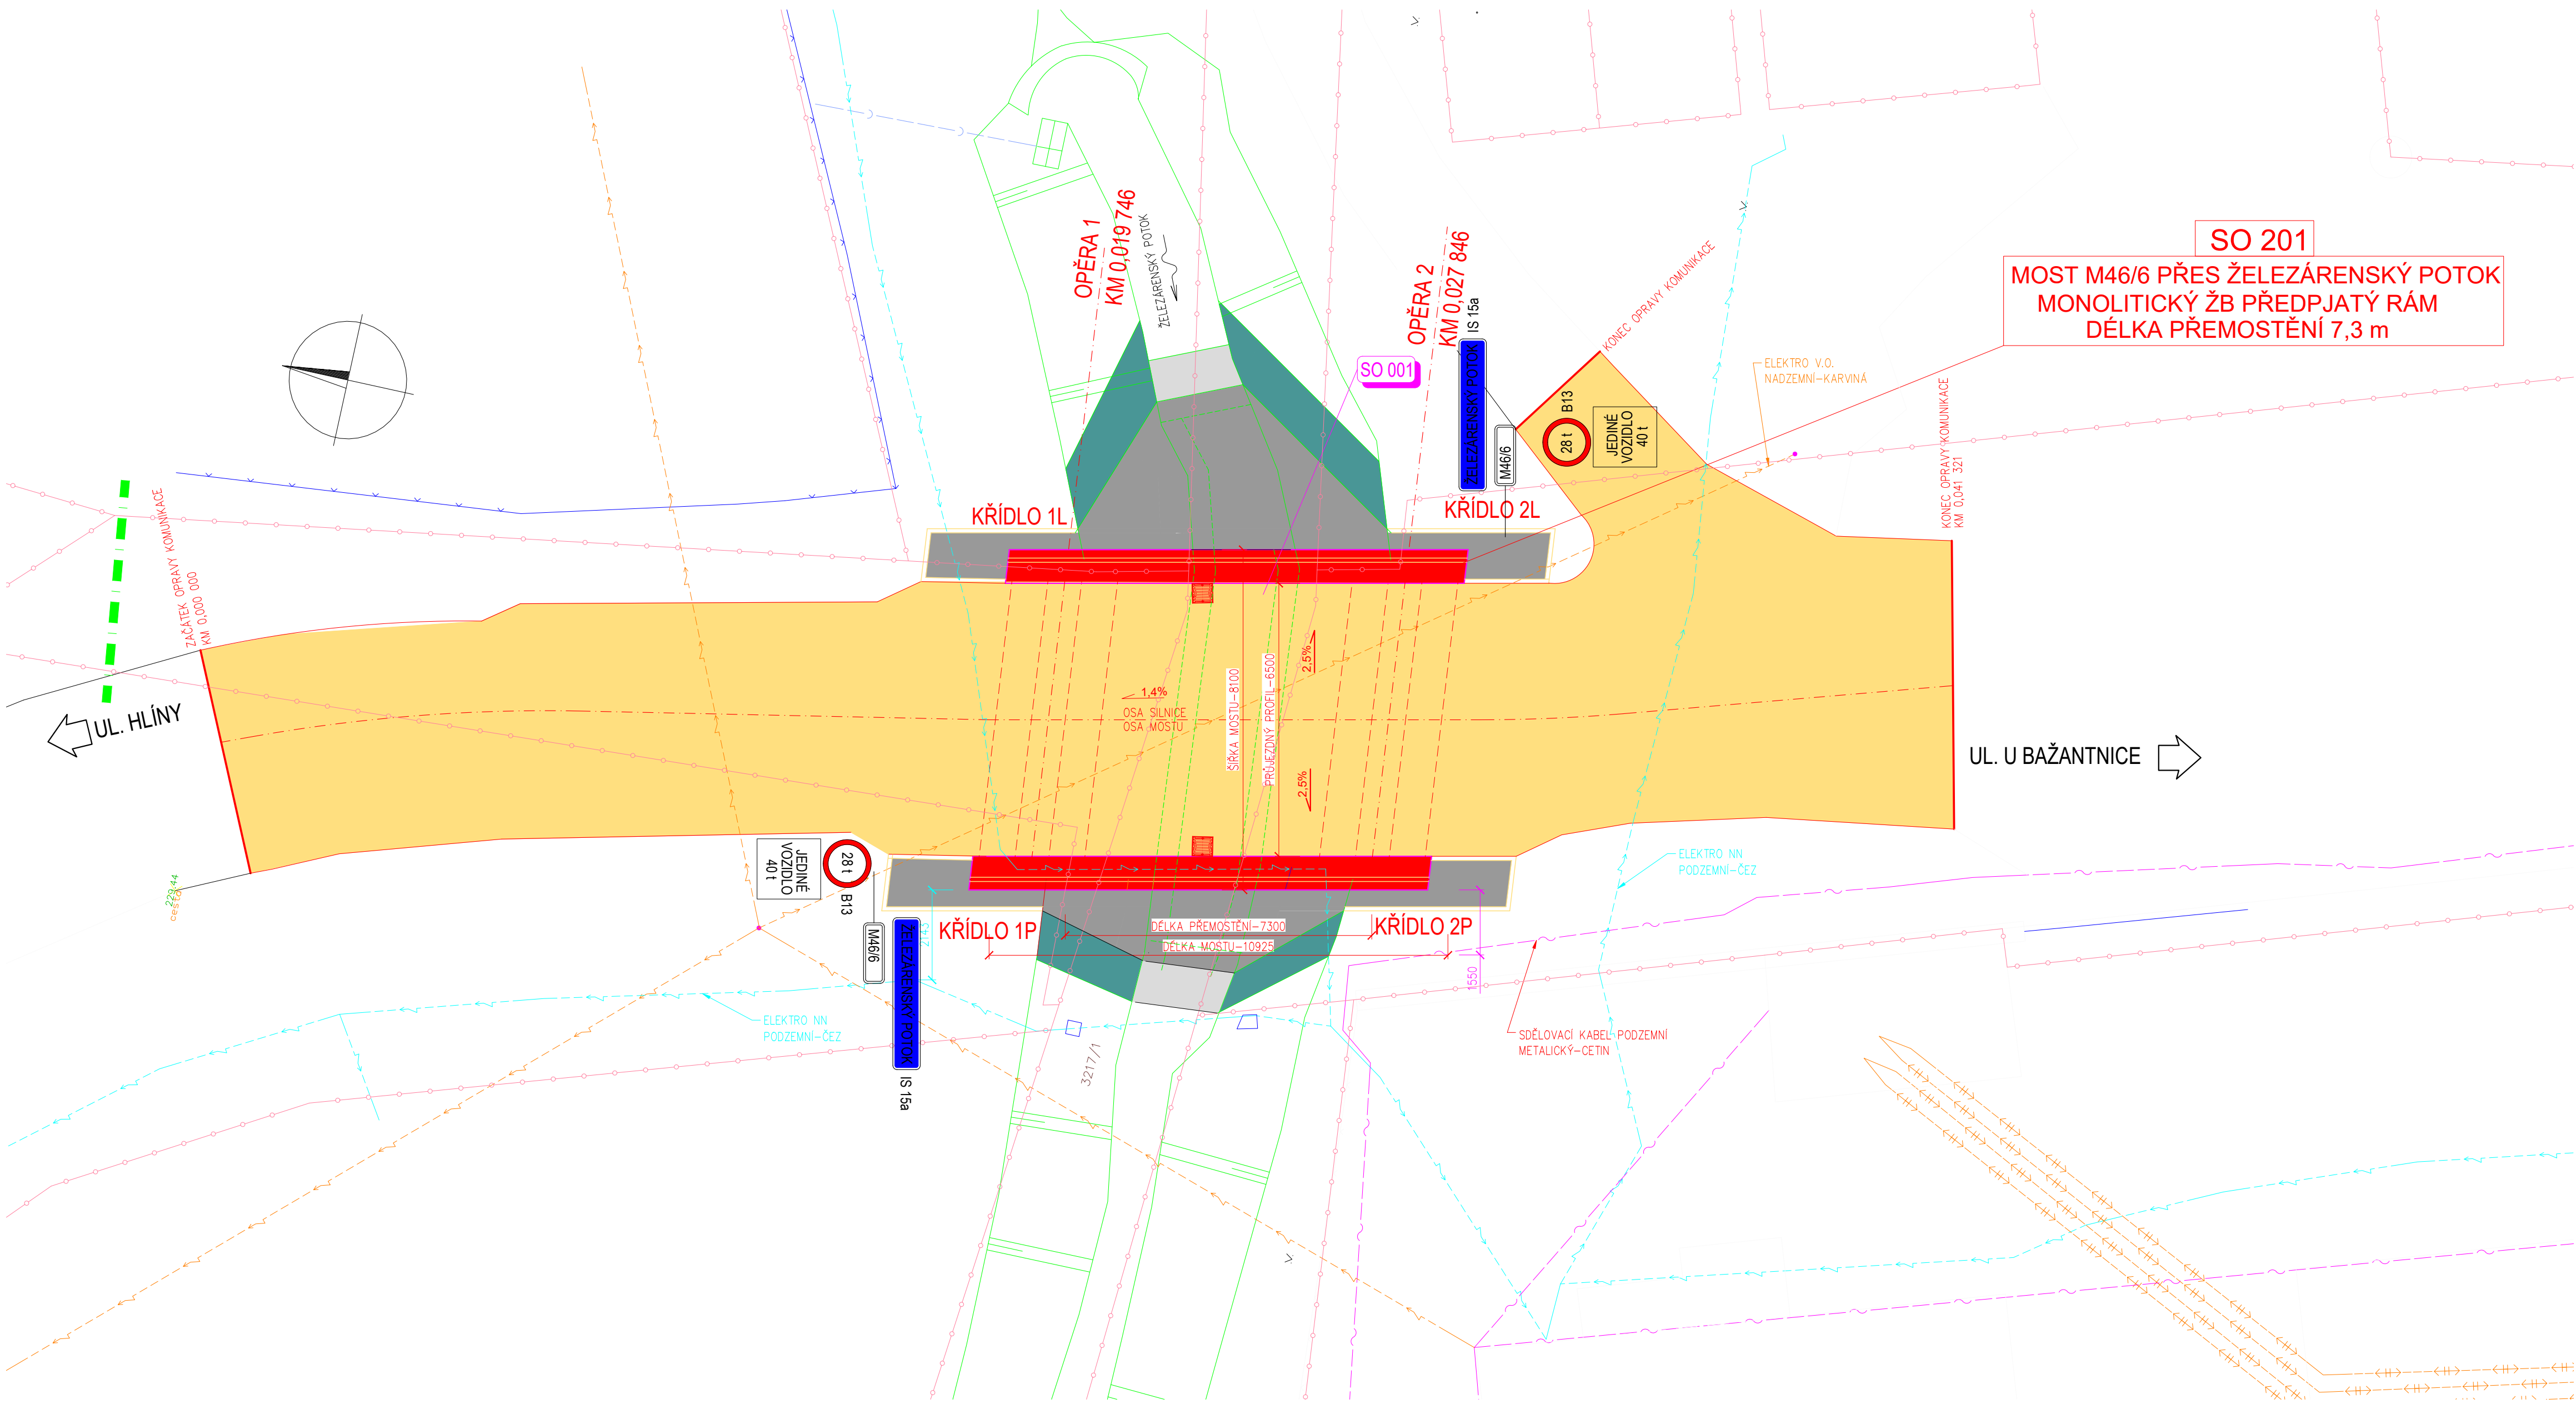 SO 201
MOST M46/6 PŘES ŽELEZÁRENSKÝ POTOK
MONOLITICKÝ ŽB PŘEDPJATÝ RÁM
DÉLKA PŘEMOSTĚNÍ 7,3 m
OPĚRA 1
KM 0,019 746
ŽELEZÁRENSKÝ POTOK
OPĚRA 2
KM 0,027 846
IS 15a
ŽELEZÁRENSKÝ POTOK
M46/6
KONEC OPRAVY KOMUNIKACE
SO 001
28 t
B13
JEDINÉ
VOZIDLO
40 t
ELEKTRO V.O.
NADZEMNÍ-KARVINÁ
KONEC OPRAVY KOMUNIKACE
KM 0,041 321
KŘÍDLO 1L
KŘÍDLO 2L
ZAČÁTEK OPRAVY KOMUNIKACE
KM 0,000 000
UL. HLÍNY
1,4%
OSA SILNICE
OSA MOSTU
ŠÍŘKA MOSTU-8100
PRŮJEZDNÝ PROFIL-6500
2,5%
2,5%
UL. U BAŽANTNICE
229.44
cesta
JEDINÉ
VOZIDLO
40 t
28 t
B13
M46/6
ŽELEZÁRENSKÝ POTOK
IS 15a
2145
KŘÍDLO 1P
DÉLKA PŘEMOSTĚNÍ-7300
DÉLKA MOSTU-10925
KŘÍDLO 2P
1550
ELEKTRO NN
PODZEMNÍ-ČEZ
ELEKTRO NN
PODZEMNÍ-ČEZ
SDĚLOVACÍ KABEL PODZEMNÍ
METALICKÝ-CETIN
3217/1